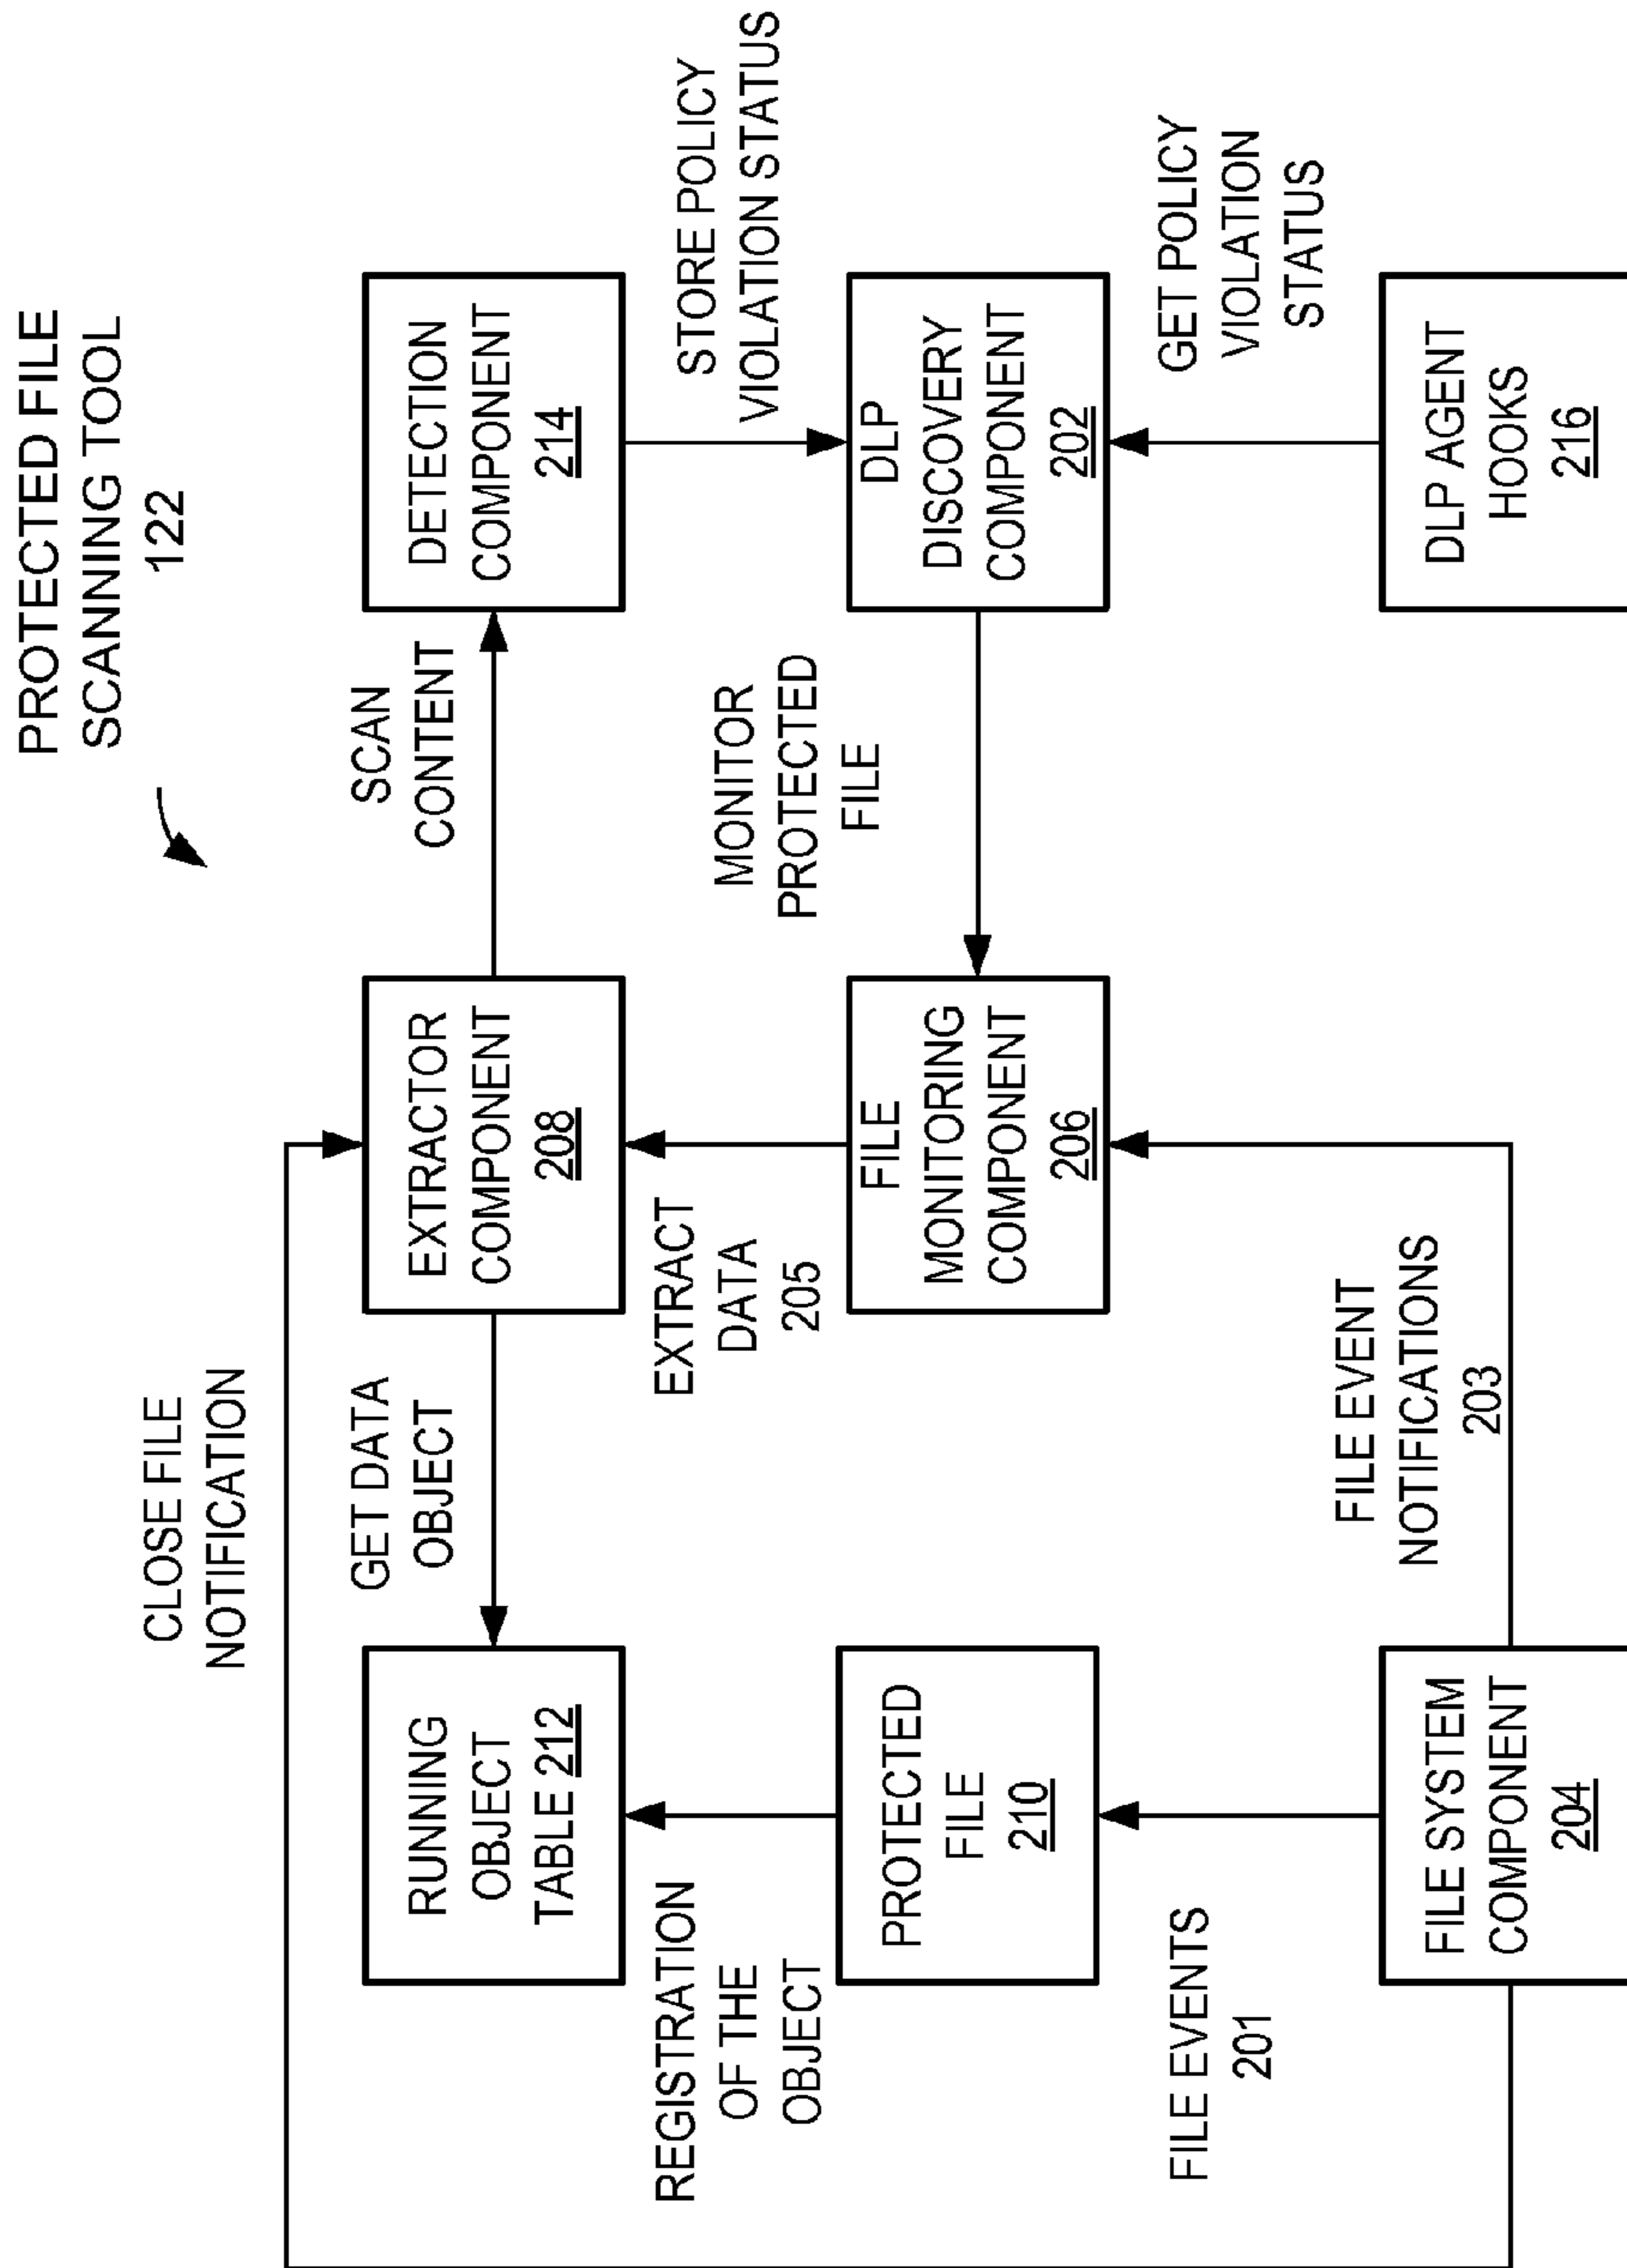 PROTECTED FILE
SCANNING TOOL
122
CLOSE FILE
NOTIFICATION
RUNNING
OBJECT
TABLE 212
GET DATA
OBJECT
EXTRACTOR
COMPONENT
208
SCAN
CONTENT
DETECTION
COMPONENT
214
REGISTRATION
OF THE
OBJECT
EXTRACT
DATA
205
STORE POLICY
VIOLATION STATUS
PROTECTED
FILE
210
FILE
MONITORING
COMPONENT
206
MONITOR
PROTECTED
FILE
DLP
DISCOVERY
COMPONENT
202
FILE EVENTS
201
FILE EVENT
NOTIFICATIONS
203
GET POLICY
VIOLATION
STATUS
FILE SYSTEM
COMPONENT
204
DLP AGENT
HOOKS
216